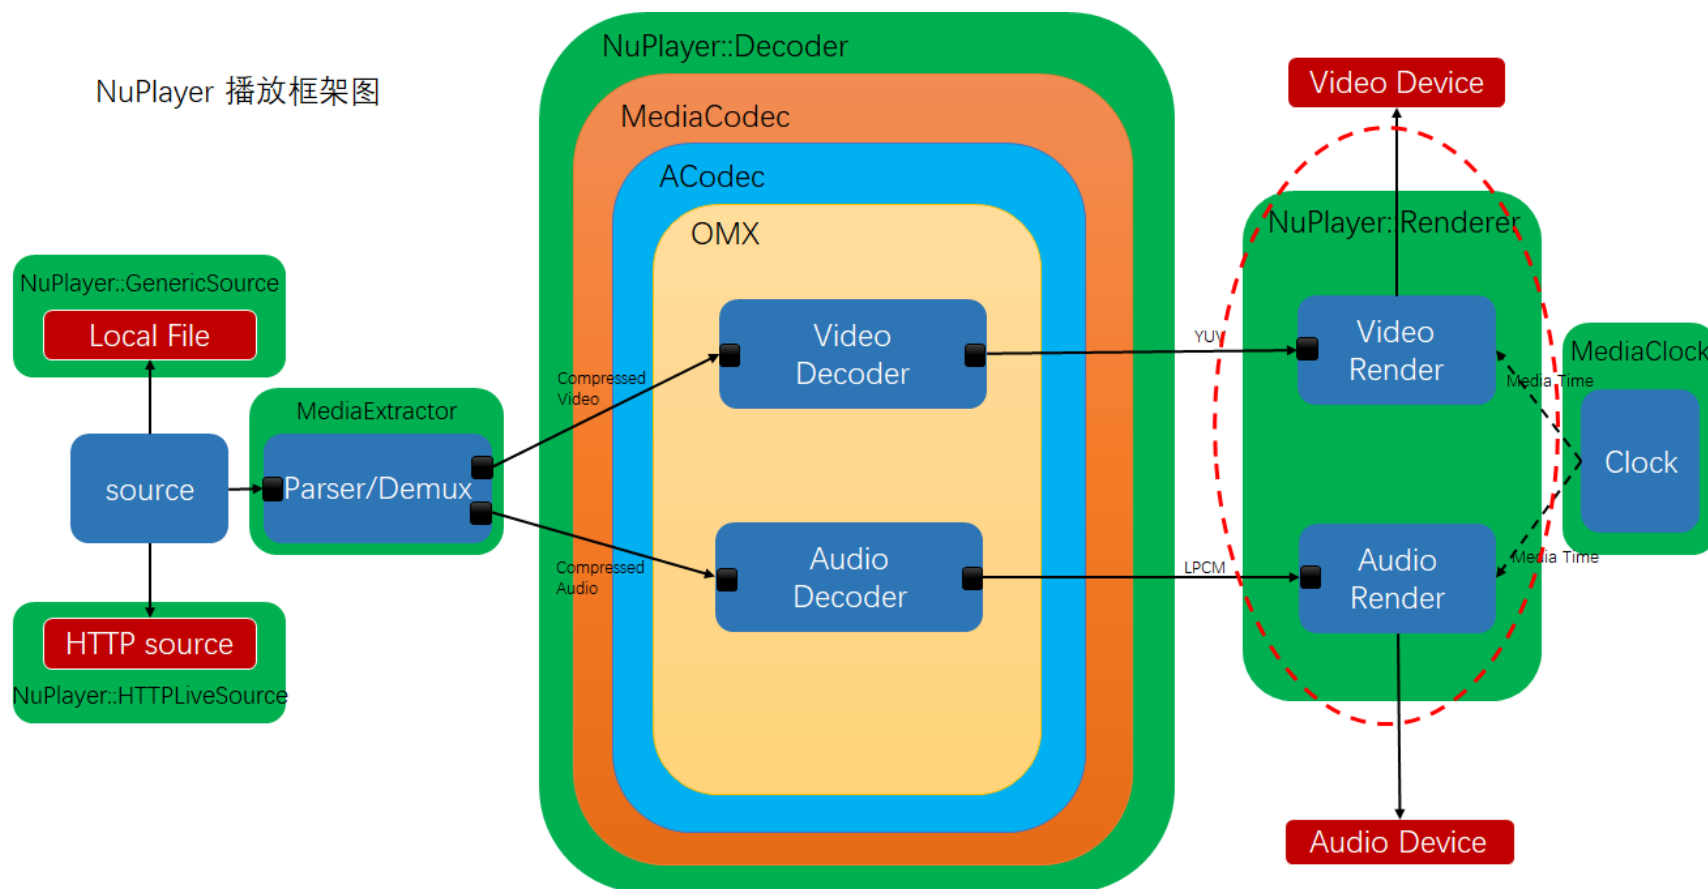 NuPlayer 播放框架图
NuPlayer::GenericSource
Local File
source
HTTP source
NuPlayer::HTTPLiveSource
MediaExtractor
Parser/Demux
Compressed
Video
Compressed
Audio
NuPlayer::Decoder
MediaCodec
ACodec
OMX
Video
Decoder
Audio
Decoder
YUV
LPCM
Video Device
NuPlayer::Renderer
Video
Render
Audio
Render
Audio Device
Media Time
Media Time
MediaClock
Clock